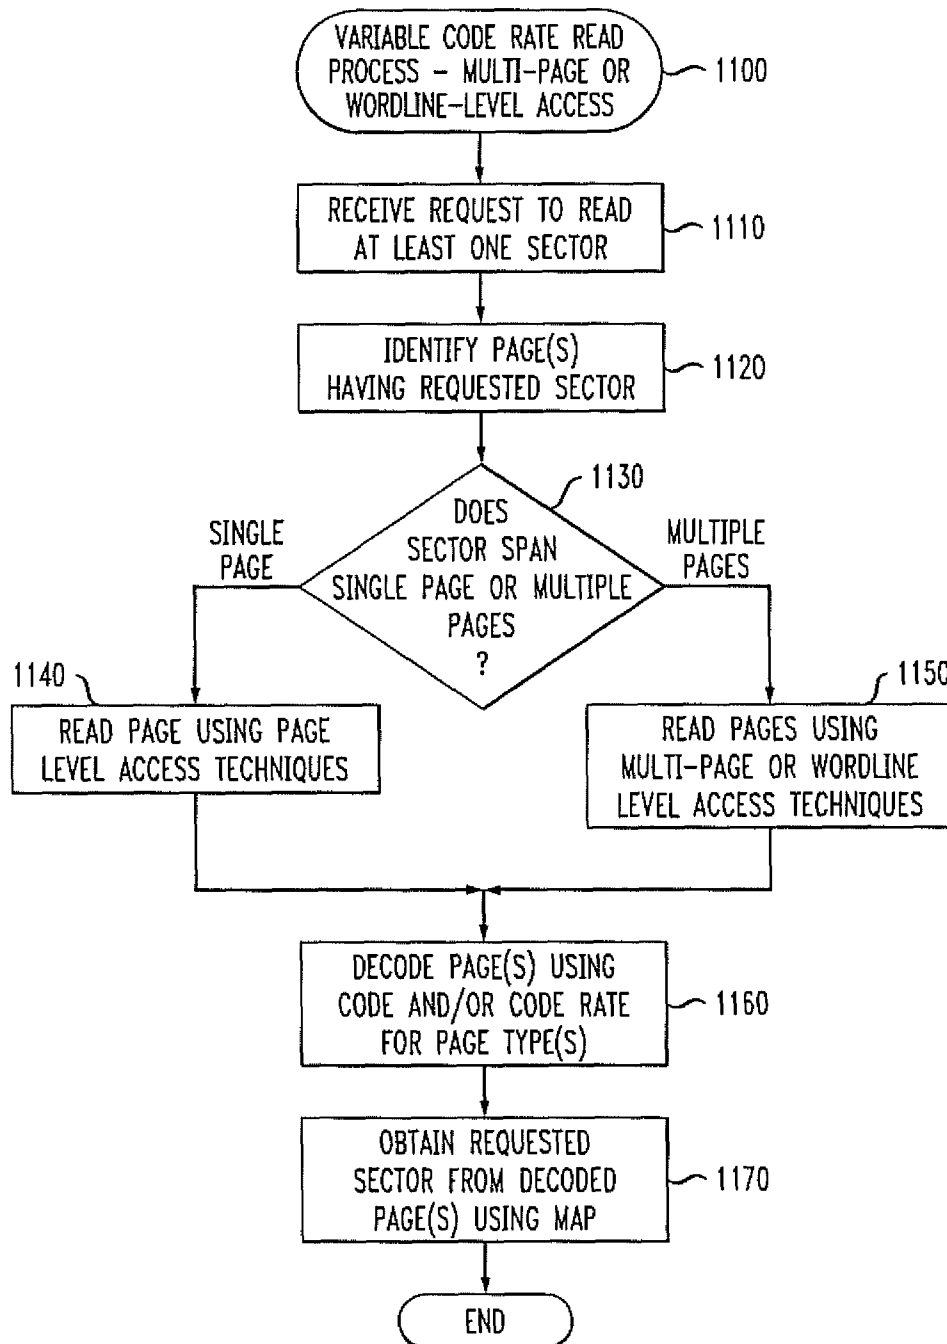 VARIABLE CODE RATE READ
PROCESS - MULTI-PAGE OR
WORDLINE-LEVEL ACCESS
1100
RECEIVE REQUEST TO READ
AT LEAST ONE SECTOR
1110
IDENTIFY PAGE(S)
HAVING REQUESTED SECTOR
1120
1130
DOES
SECTOR SPAN
SINGLE PAGE OR MULTIPLE
PAGES
?
SINGLE
PAGE
MULTIPLE
PAGES
1140
READ PAGE USING PAGE
LEVEL ACCESS TECHNIQUES
1150
READ PAGES USING
MULTI-PAGE OR WORDLINE
LEVEL ACCESS TECHNIQUES
DECODE PAGE(S) USING
CODE AND/OR CODE RATE
FOR PAGE TYPE(S)
1160
OBTAIN REQUESTED
SECTOR FROM DECODED
PAGE(S) USING MAP
1170
END